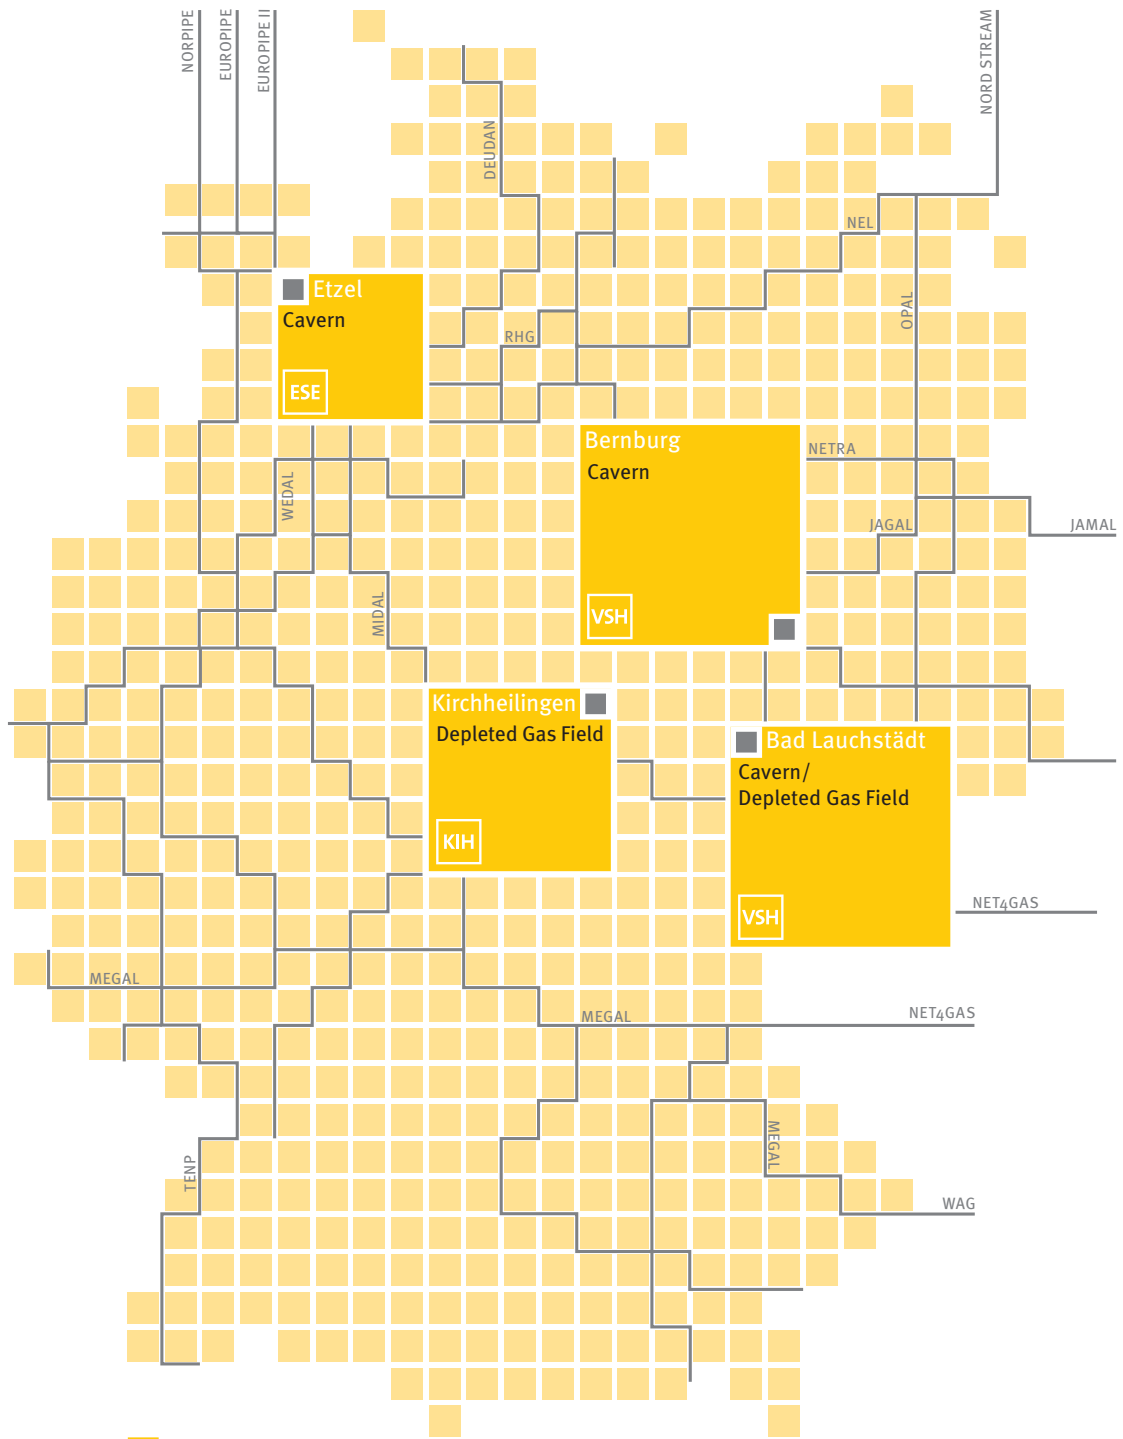 NORPIPE
EUROPIPE
EUROPIPE II
NORD STREAM
DEUDAN
NEL
Etzel
Cavern
OPAL
RHG
ESE
Bernburg
NETRA
Cavern
WEDAL
JAGAL
JAMAL
MIDAL
VSH
Kirchheilingen
Depleted Gas Field
Bad Lauchstädt
Cavern/
Depleted Gas Field
KIH
NET4GAS
VSH
MEGAL
MEGAL
NET4GAS
MEGAL
TENP
WAG